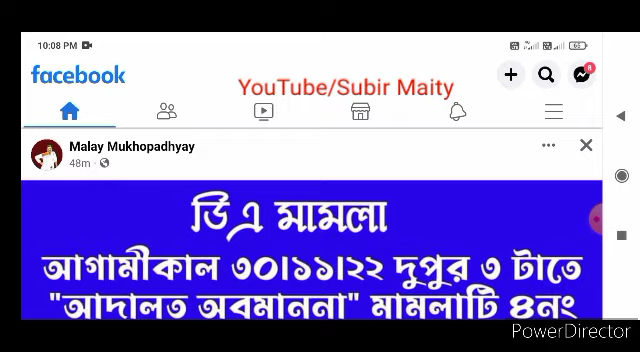 10:08 PM
facebook
YouTube/Subir Maity
8
Malay Mukhopadhyay
48m
ডিএ মামলা
আগামীকাল ৩০।১১।২২ দুপুর ৩ টাতে
"আদালত অবমাননা" মামলাটি ৪নং
PowerDirector